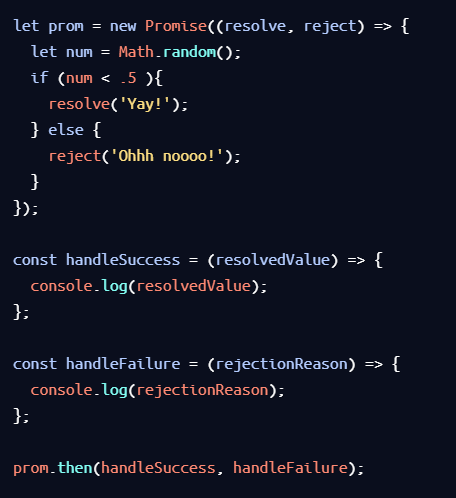 let prom = new Promise((resolve, reject) => {
  let num = Math.random();
  if (num < .5 ){
    resolve('Yay!');
  } else {
    reject('Ohhh noooo!');
  }
});

const handleSuccess = (resolvedValue) => {
  console.log(resolvedValue);
};

const handleFailure = (rejectionReason) => {
  console.log(rejectionReason);
};

prom.then(handleSuccess, handleFailure);